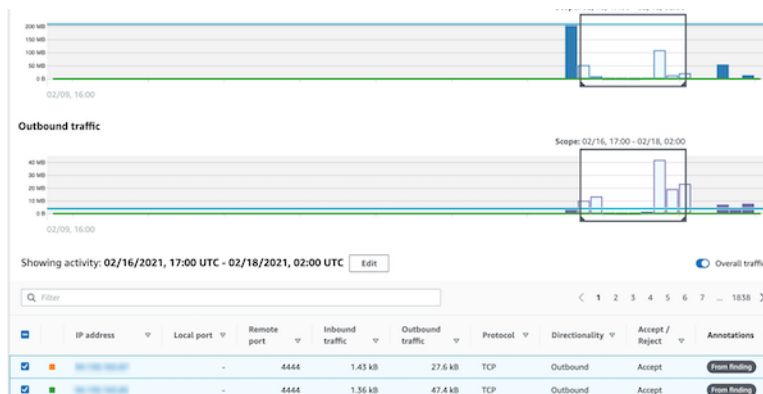 200 MB
150 MB
100 MB
50 MB
0 B
02/09, 16:00
Outbound traffic
Scope: 02/16, 17:00 - 02/18, 02:00
40 MB
30 MB
20 MB
10 MB
0 B
02/09, 16:00
Showing activity: 02/16/2021, 17:00 UTC - 02/18/2021, 02:00 UTC Edit Overall traffi
Filter 1 2 3 4 5 6 7 ... 1838
IP address Local port Remote port Inbound traffic Outbound traffic Protocol Directionality Accept / Reject Annotations
- 4444 1.43 kB 27.6 kB TCP Outbound Accept From finding
- 4444 1.36 kB 47.4 kB TCP Outbound Accept From finding